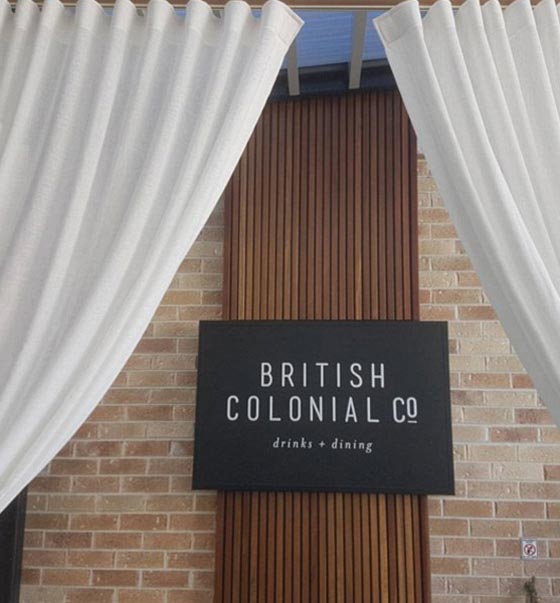 BRITISH
COLONIAL CO
drinks + dining